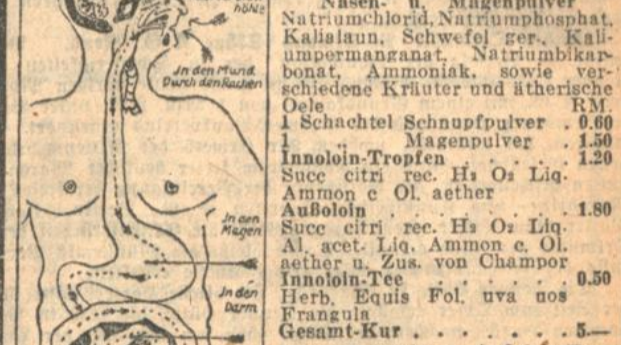 höhle
In den Mund
Durch den Rachen
In den
Magen
In den
Darm
Nasen- u. Magenpulver
Natriumchlorid, Natriumphosphat,
Kalialaun, Schwefel ger., Kali-
umpermanganat, Natriumbikar-
bonat, Ammoniak, sowie ver-
schiedene Kräuter und ätherische
Oele RM.
1 Schachtel Schnupfpulver . 0.60
Magenpulver . 1.50
Innoloin-Tropfen . . . . 1.20
Succ citri rec. H₂ O₂ Liq.
Ammon c Ol. aether
Außoloin . . . . . . 1.80
Succ citri rec. H₂ O₂ Liq.
Al. acet. Liq. Ammon c. Ol.
aether u. Zus. von Champor
Innoloin-Tee . . . . . 0.50
Herb. Equis Fol. uva uos
Frangula
Gesamt-Kur . . . . . 5.—